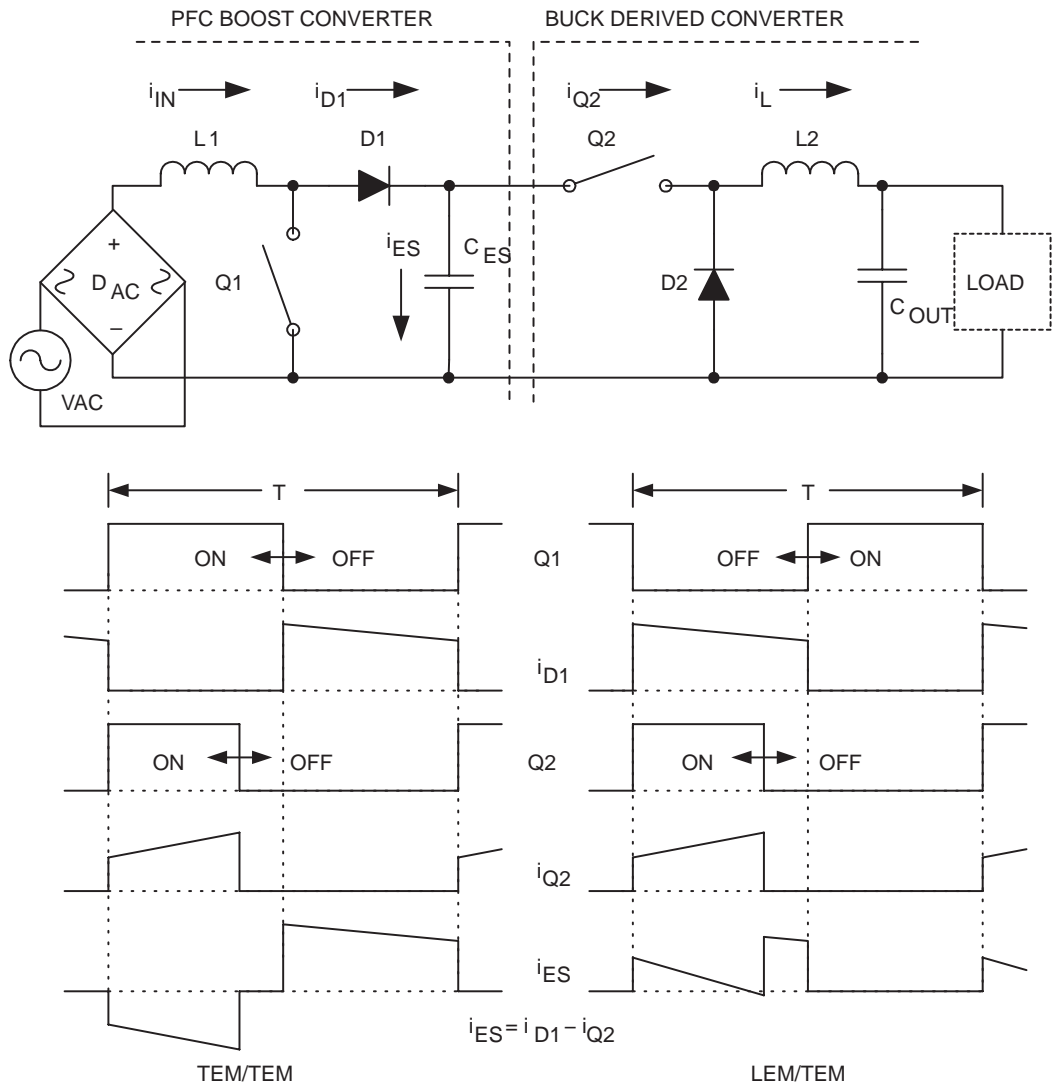 PFC BOOST CONVERTER
BUCK DERIVED CONVERTER
iIN
iD1
iQ2
iL
L1
D1
Q2
L2
+
DAC
–
Q1
iES
CES
D2
COUT
LOAD
VAC
T
T
ON
OFF
Q1
OFF
ON
iD1
ON
OFF
Q2
ON
OFF
iQ2
iES
iES = iD1 – iQ2
TEM/TEM
LEM/TEM